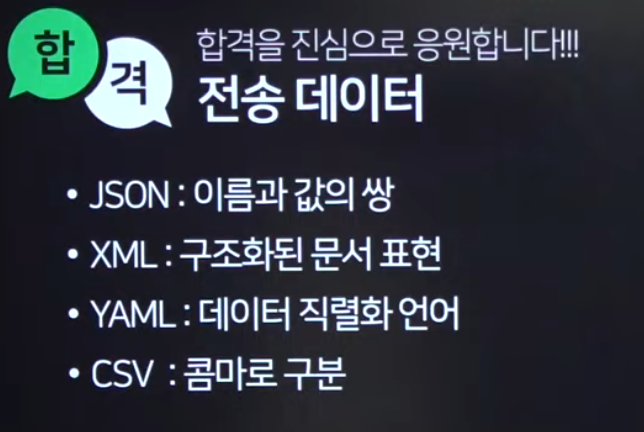 합
격
합격을 진심으로 응원합니다!!!
전송 데이터
• JSON : 이름과 값의 쌍
• XML : 구조화된 문서 표현
• YAML : 데이터 직렬화 언어
• CSV : 콤마로 구분